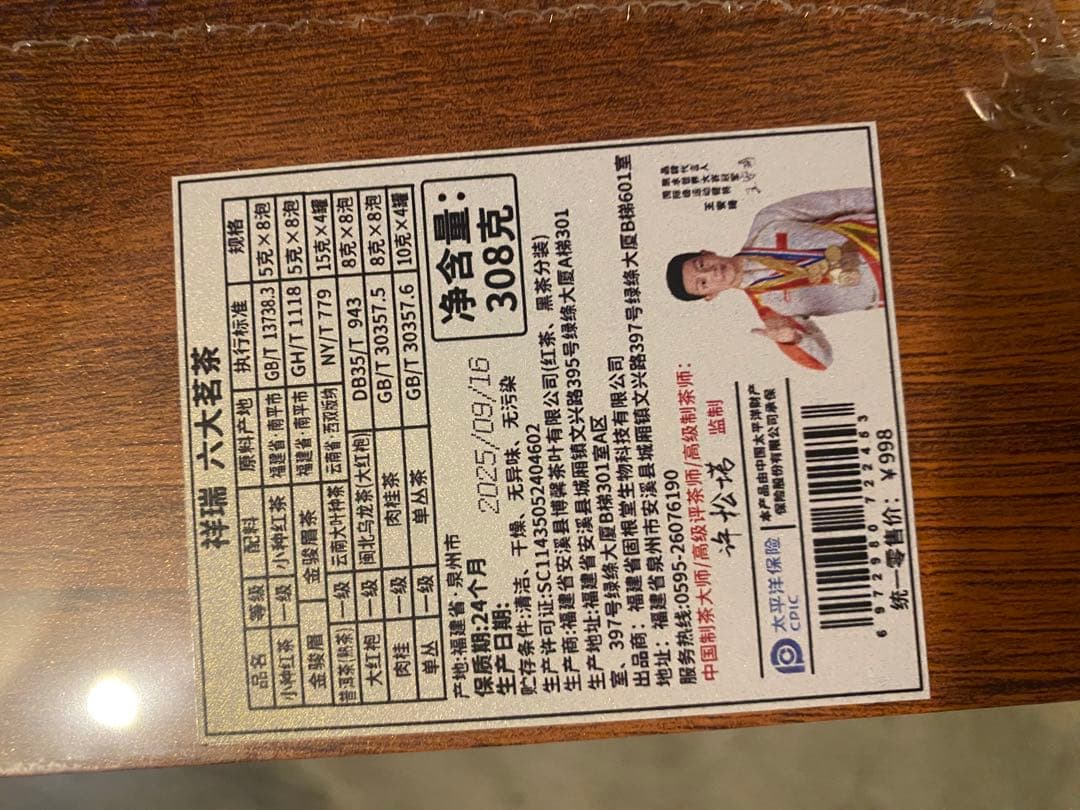 祥瑞 六大茗茶
品名 等级 配料 原料产地 执行标准 规格
小种红茶 一级 小种红茶 福建省·南平市 GB/T 13738.3 5克×8泡
金骏眉 金骏眉茶 福建省·南平市 GH/T 1118 5克×8泡
普洱茶熟茶 一级 云南大叶种茶 云南省·西双版纳 NY/T 779 15克×4罐
大红袍 一级 闽北乌龙茶(大红袍) DB35/T 943 8克×8泡
肉桂 一级 肉桂茶 GB/T 30357.5 8克×8泡
单丛 一级 单丛茶 GB/T 30357.6 10克×4罐
产地:福建省·泉州市
保质期:24个月
生产日期: 2025/09/16
净含量:
308克
贮存条件:清洁、干燥、无异味、无污染
生产许可证:SC11435052404602
生产商:福建省安溪县博馨茶叶有限公司(红茶、黑茶分装)
生产地址:福建省安溪县城厢镇文兴路395号绿绦大厦A梯301
室、397号绿绦大厦B梯301室A区
出品商:福建省固根堂生物科技有限公司
地址:福建省泉州市安溪县城厢镇文兴路397号绿绦大厦B梯601室
服务热线:0595-26076190
中国制茶大师/高级评茶师/高级制茶师:
许松塔 监制
太平洋保险
CPIC
本产品由中国太平洋财产
保险股份有限公司承保
6 972980 722463
统一零售价:¥998